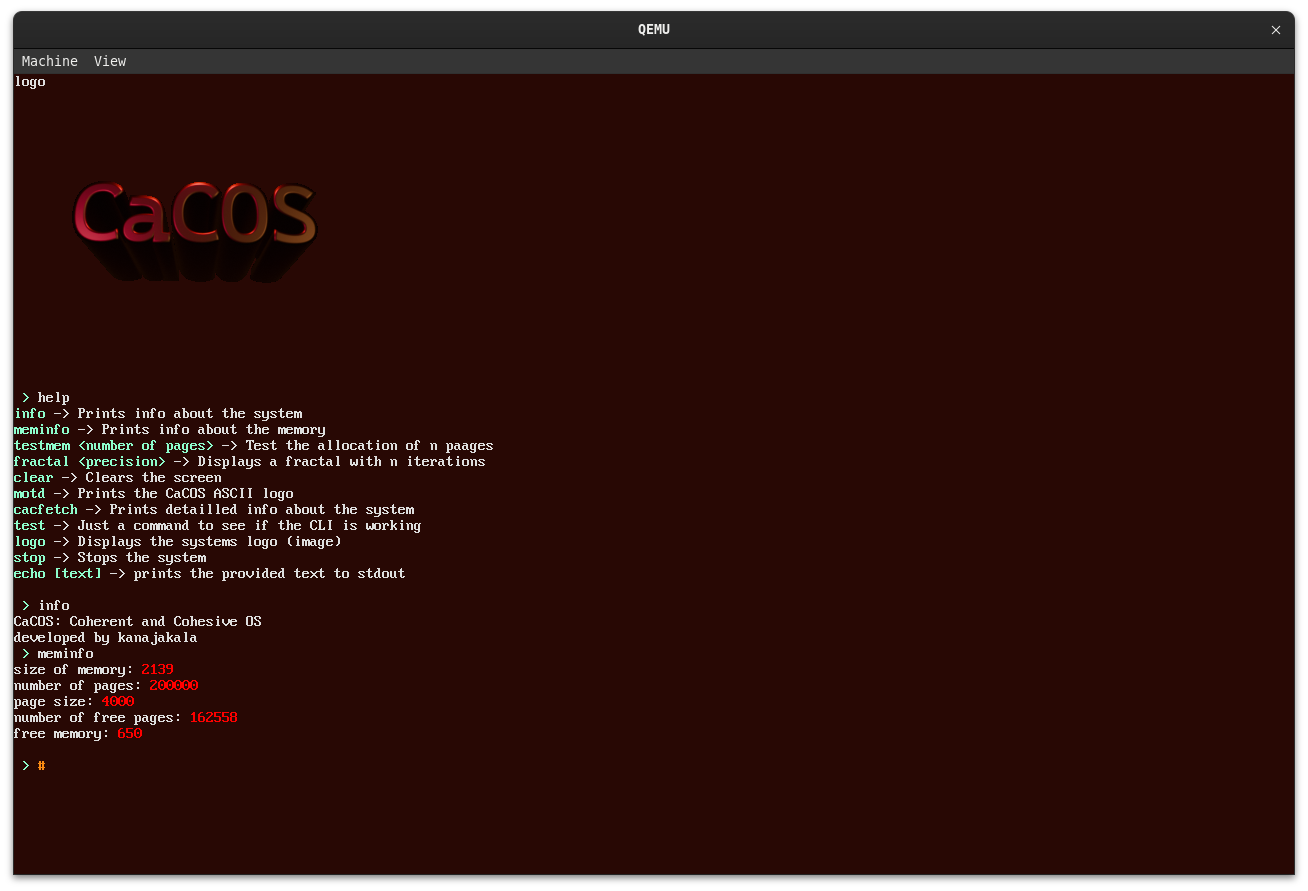 QEMU
Machine View
logo
CaCOS
> help
info -> Prints info about the system
meminfo -> Prints info about the memory
testmem <number of pages> -> Test the allocation of n paages
fractal <precision> -> Displays a fractal with n iterations
clear -> Clears the screen
motd -> Prints the CaCOS ASCII logo
cacfetch -> Prints detailled info about the system
test -> Just a command to see if the CLI is working
logo -> Displays the systems logo (image)
stop -> Stops the system
echo [text] -> prints the provided text to stdout
> info
CaCOS: Coherent and Cohesive OS
developed by kanajakala
> meminfo
size of memory: 2139
number of pages: 200000
page size: 4000
number of free pages: 162558
free memory: 650
> #